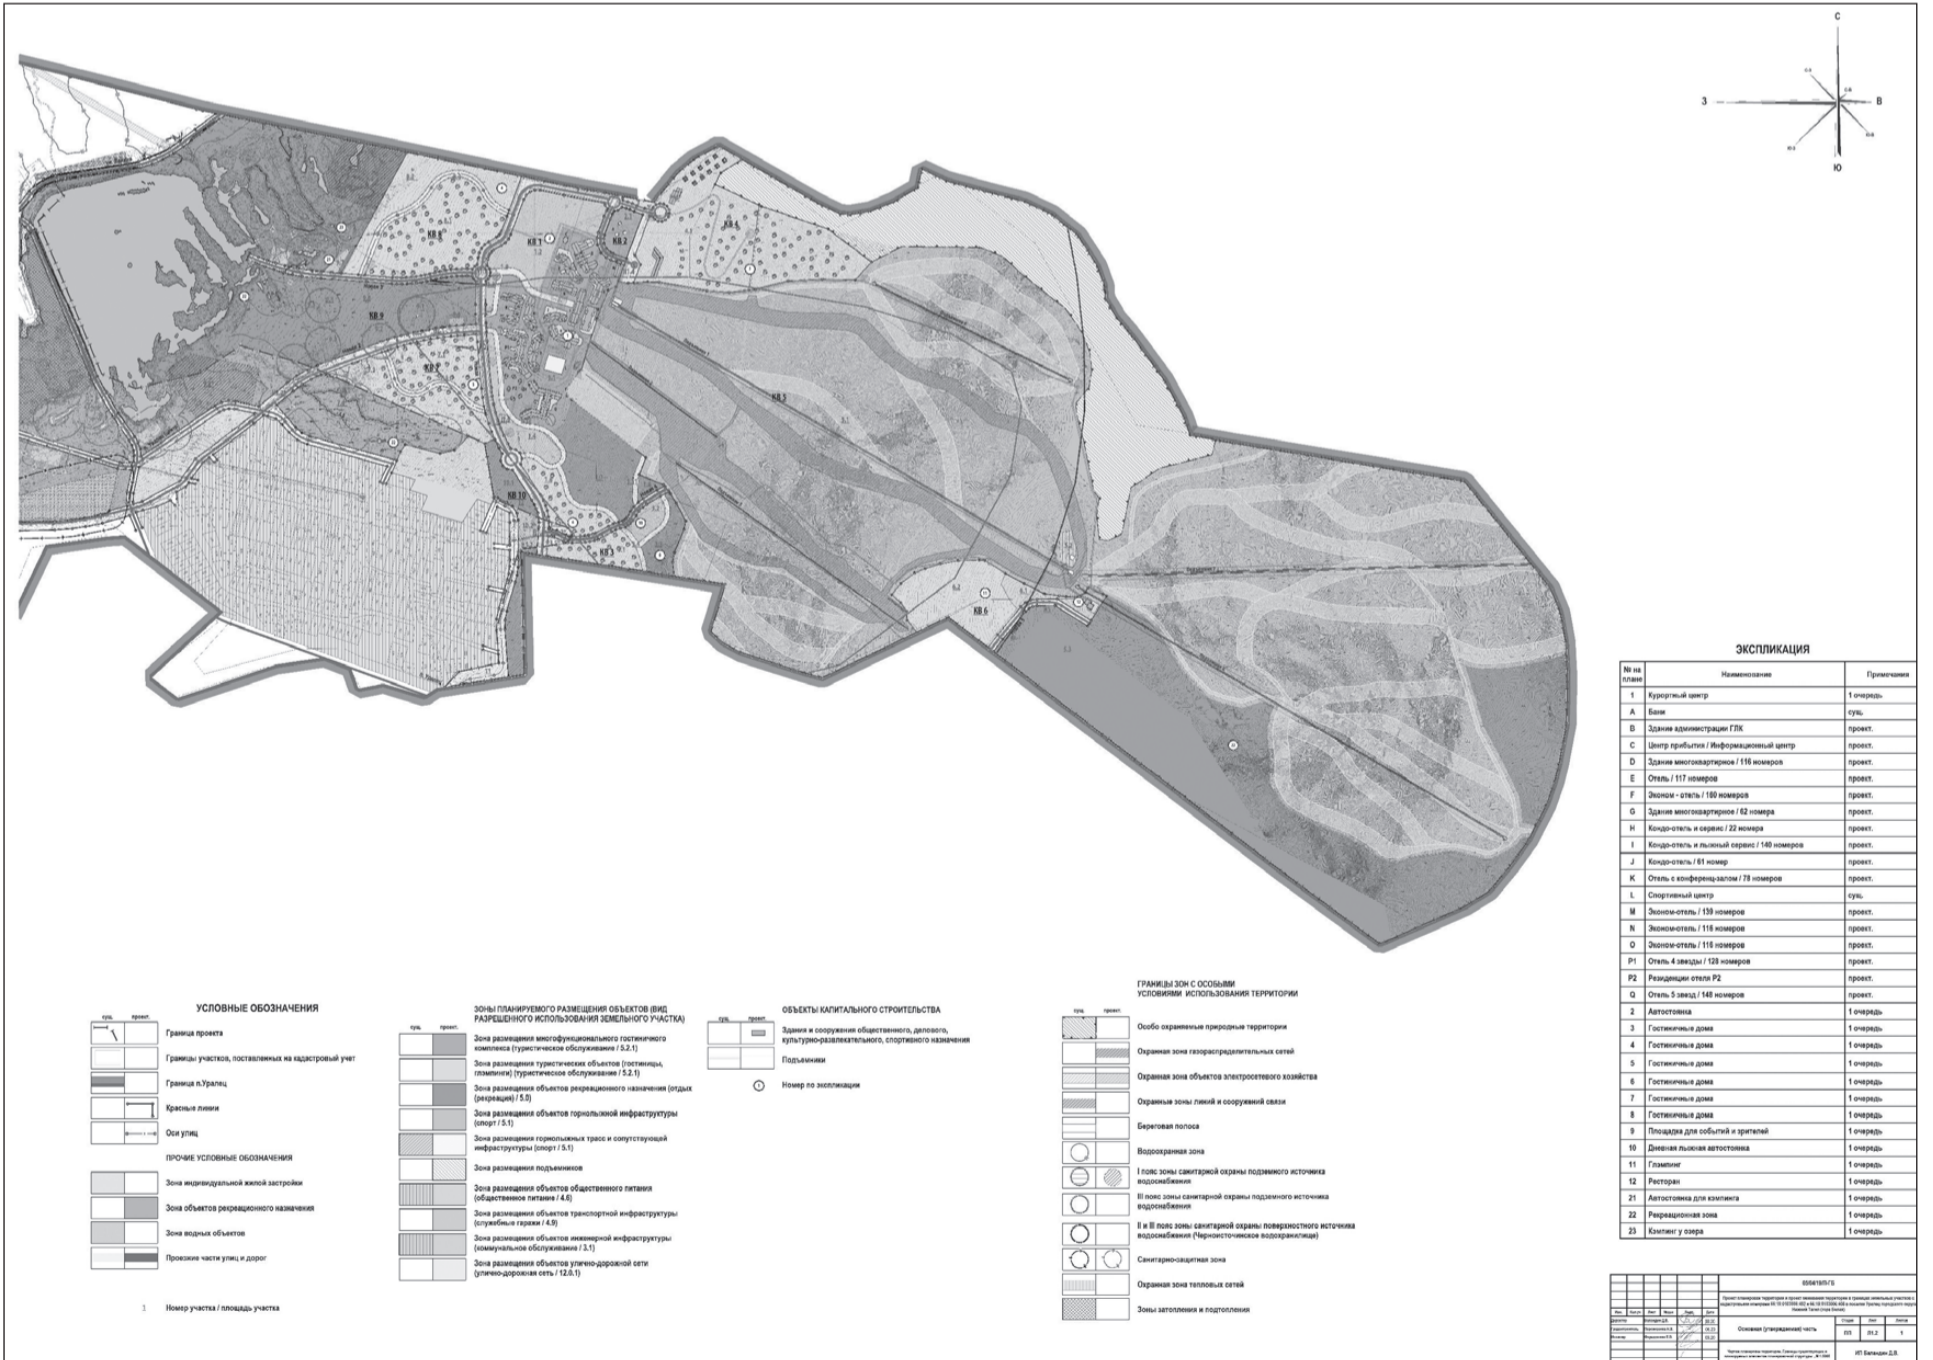 С
З
В
Ю
КВ 8
КВ 1
КВ 2
КВ 4
КВ 9
КВ 5
КВ 10
КВ 3
КВ 6
ЭКСПЛИКАЦИЯ
№ на плане Наименование Примечания
1 Курортный центр 1 очередь
A Бани сущ.
B Здание администрации ГЛК проект.
C Центр прибытия / Информационный центр проект.
D Здание многоквартирное / 116 номеров проект.
E Отель / 117 номеров проект.
F Эконом - отель / 160 номеров проект.
G Здание многоквартирное / 62 номера проект.
H Кондо-отель и сервис / 22 номера проект.
I Кондо-отель и лыжный сервис / 140 номеров проект.
J Кондо-отель / 61 номер проект.
K Отель с конференц-залом / 78 номеров проект.
L Спортивный центр сущ.
M Эконом-отель / 139 номеров проект.
N Эконом-отель / 116 номеров проект.
O Эконом-отель / 116 номеров проект.
P1 Отель 4 звезды / 128 номеров проект.
P2 Резиденции отеля P2 проект.
Q Отель 5 звезд / 148 номеров проект.
2 Автостоянка 1 очередь
3 Гостиничные дома 1 очередь
4 Гостиничные дома 1 очередь
5 Гостиничные дома 1 очередь
6 Гостиничные дома 1 очередь
7 Гостиничные дома 1 очередь
8 Гостиничные дома 1 очередь
9 Площадка для событий и зрителей 1 очередь
10 Дневная лыжная автостоянка 1 очередь
11 Глэмпинг 1 очередь
12 Ресторан 1 очередь
21 Автостоянка для кэмпинга 1 очередь
22 Рекреационная зона 1 очередь
23 Кэмпинг у озера 1 очередь
УСЛОВНЫЕ ОБОЗНАЧЕНИЯ
сущ. проект.
Граница проекта
Границы участков, поставленных на кадастровый учет
Граница п.Уралец
Красные линии
Оси улиц
ПРОЧИЕ УСЛОВНЫЕ ОБОЗНАЧЕНИЯ
Зона индивидуальной жилой застройки
Зона объектов рекреационного назначения
Зона водных объектов
Проезжие части улиц и дорог
1 Номер участка / площадь участка
ЗОНЫ ПЛАНИРУЕМОГО РАЗМЕЩЕНИЯ ОБЪЕКТОВ (ВИД
РАЗРЕШЕННОГО ИСПОЛЬЗОВАНИЯ ЗЕМЕЛЬНОГО УЧАСТКА)
сущ. проект.
Зона размещения многофункционального гостиничного
комплекса (туристическое обслуживание / 5.2.1)
Зона размещения туристических объектов (гостиницы,
глэмпинги) (туристическое обслуживание / 5.2.1)
Зона размещения объектов рекреационного назначения (отдых
(рекреация) / 5.0)
Зона размещения объектов горнолыжной инфраструктуры
(спорт / 5.1)
Зона размещения горнолыжных трасс и сопутствующей
инфраструктуры (спорт / 5.1)
Зона размещения подъемников
Зона размещения объектов общественного питания
(общественное питание / 4.6)
Зона размещения объектов транспортной инфраструктуры
(служебные гаражи / 4.9)
Зона размещения объектов инженерной инфраструктуры
(коммунальное обслуживание / 3.1)
Зона размещения объектов улично-дорожной сети
(улично-дорожная сеть / 12.0.1)
ОБЪЕКТЫ КАПИТАЛЬНОГО СТРОИТЕЛЬСТВА
сущ. проект.
Здания и сооружения общественного, делового,
культурно-развлекательного, спортивного назначения
Подъемники
1 Номер по экспликации
ГРАНИЦЫ ЗОН С ОСОБЫМИ
УСЛОВИЯМИ ИСПОЛЬЗОВАНИЯ ТЕРРИТОРИИ
сущ. проект.
Особо охраняемые природные территории
Охранная зона газораспределительных сетей
Охранная зона объектов электросетевого хозяйства
Охранные зоны линий и сооружений связи
Береговая полоса
Водоохранная зона
I пояс зоны санитарной охраны подземного источника
водоснабжения
III пояс зоны санитарной охраны подземного источника
водоснабжения
II и III пояс зоны санитарной охраны поверхностного источника
водоснабжения (Черноисточинское водохранилище)
Санитарно-защитная зона
Охранная зона тепловых сетей
Зоны затопления и подтопления
Основная (утверждаемая) часть
ИП Баландин Д.В.